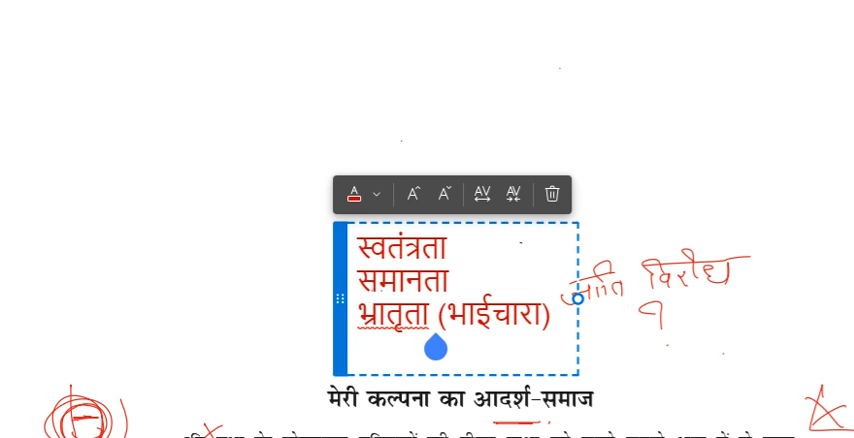 स्वतंत्रता
समानता
भ्रातृता (भाईचारा)
जाति विरोध
मेरी कल्पना का आदर्श-समाज